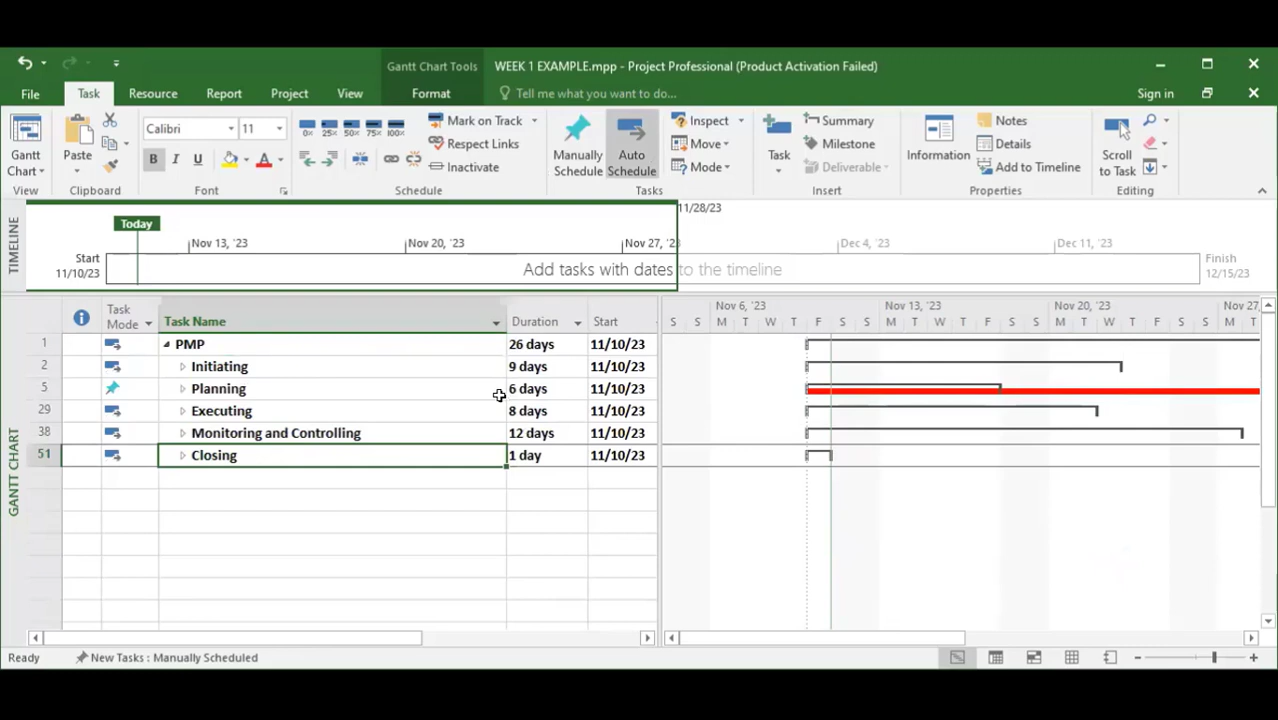 Gantt Chart Tools WEEK 1 EXAMPLE.mpp - Project Professional (Product Activation Failed)
File Task Resource Report Project View Format Tell me what you want to do... Sign in
Gantt Chart
View
Paste
Clipboard
Calibri 11
B I U A
Font
0% 25% 50% 75% 100%
Mark on Track
Respect Links
Inactivate
Schedule
Manually Schedule
Auto Schedule
Inspect
Move
Mode
Tasks
Task
Summary
Milestone
Deliverable
Insert
Information
Notes
Details
Add to Timeline
Properties
Scroll to Task
Editing
TIMELINE
11/28/23
Today
Nov 13, '23 Nov 20, '23 Nov 27, '23 Dec 4, '23 Dec 11, '23
Start
11/10/23
Add tasks with dates to the timeline
Finish
12/15/23
GANTT CHART
Task Mode Task Name Duration Start
Nov 6, '23 Nov 13, '23 Nov 20, '23 Nov 27
S S M T W T F S S M T W T F S S M T W T F S S M T
1 PMP 26 days 11/10/23
2 Initiating 9 days 11/10/23
5 Planning 6 days 11/10/23
29 Executing 8 days 11/10/23
38 Monitoring and Controlling 12 days 11/10/23
51 Closing 1 day 11/10/23
Ready New Tasks : Manually Scheduled